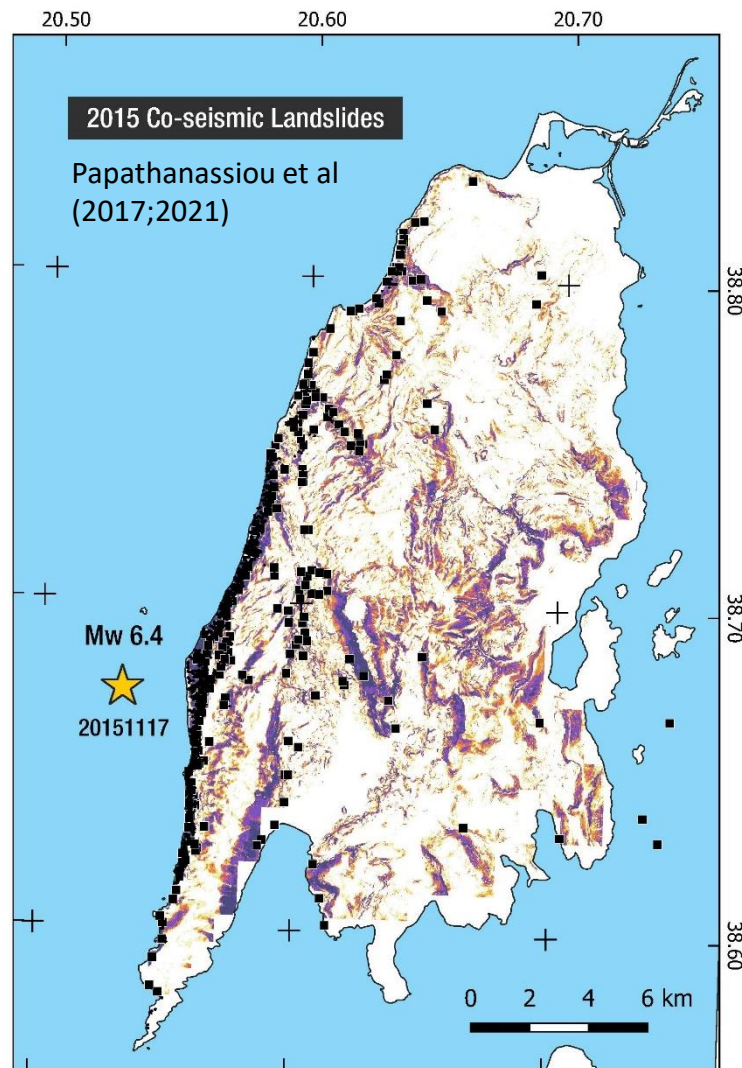 20.50 20.60 20.70
2015 Co-seismic Landslides
Papathanassiou et al
(2017;2021)
38.80
38.70
Mw 6.4
20151117
38.60
0 2 4 6 km